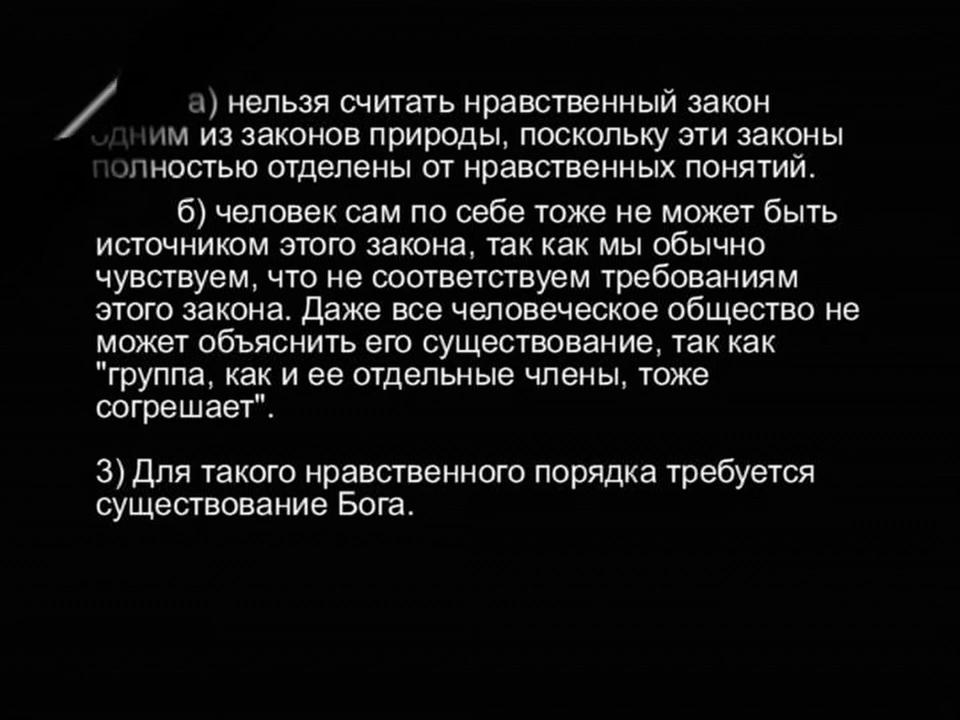 а) нельзя считать нравственный закон
одним из законов природы, поскольку эти законы
полностью отделены от нравственных понятий.
б) человек сам по себе тоже не может быть
источником этого закона, так как мы обычно
чувствуем, что не соответствуем требованиям
этого закона. Даже все человеческое общество не
может объяснить его существование, так как
"группа, как и ее отдельные члены, тоже
согрешает".
3) Для такого нравственного порядка требуется
существование Бога.